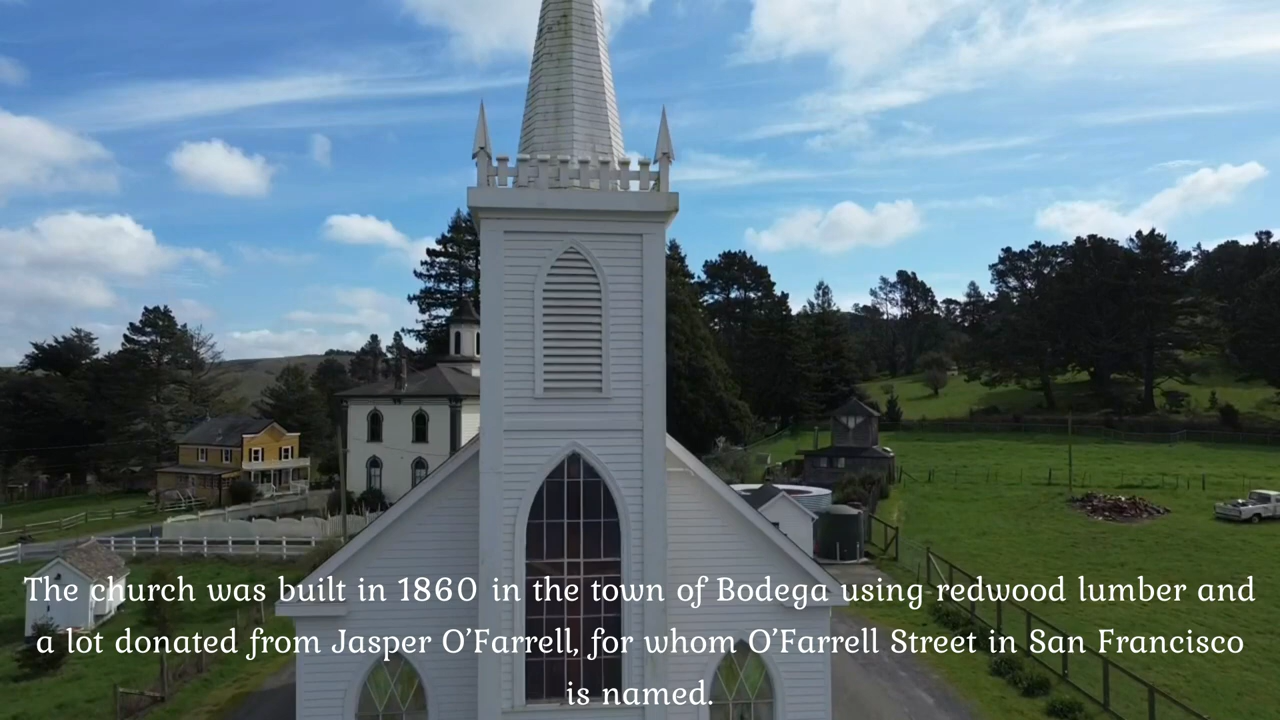 The church was built in 1860 in the town of Bodega using redwood lumber and
a lot donated from Jasper O'Farrell, for whom O'Farrell Street in San Francisco
is named.